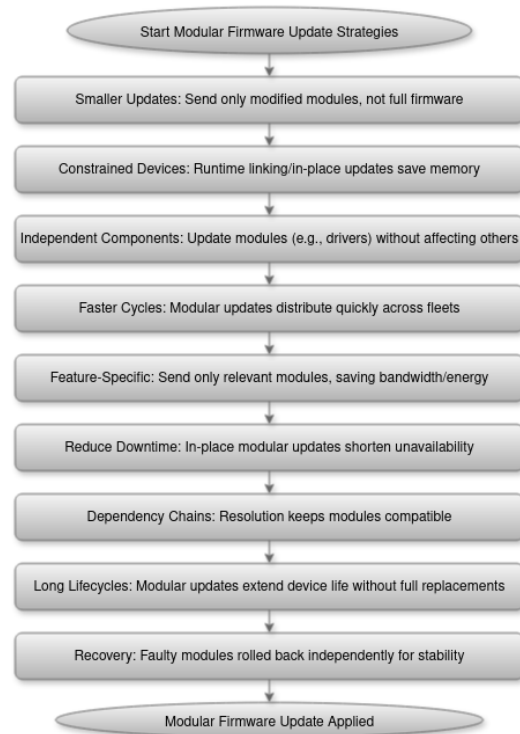 Start Modular Firmware Update Strategies
Smaller Updates: Send only modified modules, not full firmware
Constrained Devices: Runtime linking/in-place updates save memory
Independent Components: Update modules (e.g., drivers) without affecting others
Faster Cycles: Modular updates distribute quickly across fleets
Feature-Specific: Send only relevant modules, saving bandwidth/energy
Reduce Downtime: In-place modular updates shorten unavailability
Dependency Chains: Resolution keeps modules compatible
Long Lifecycles: Modular updates extend device life without full replacements
Recovery: Faulty modules rolled back independently for stability
Modular Firmware Update Applied